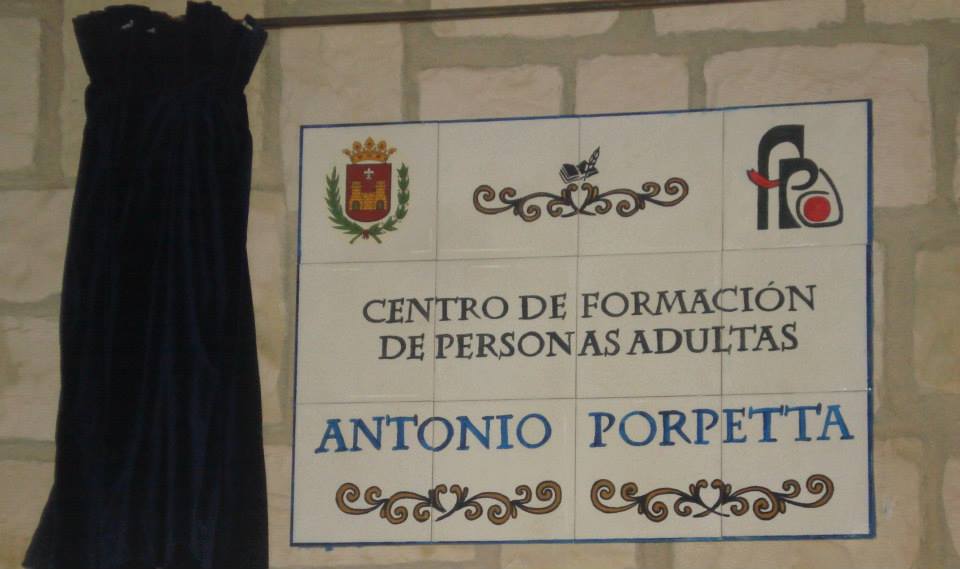 CENTRO DE FORMACIÓN
DE PERSONAS ADULTAS
ANTONIO PORPETTA